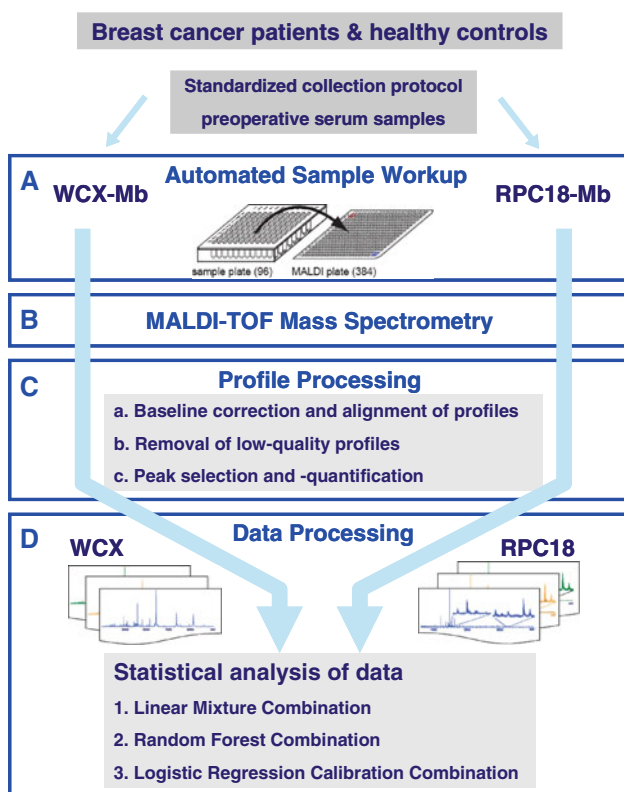 Breast cancer patients & healthy controls
Standardized collection protocol
preoperative serum samples
A
Automated Sample Workup
WCX-Mb
RPC18-Mb
sample plate (96)
MALDI plate (384)
B
MALDI-TOF Mass Spectrometry
C
Profile Processing
a. Baseline correction and alignment of profiles
b. Removal of low-quality profiles
c. Peak selection and -quantification
D
Data Processing
WCX
RPC18
Statistical analysis of data
1. Linear Mixture Combination
2. Random Forest Combination
3. Logistic Regression Calibration Combination